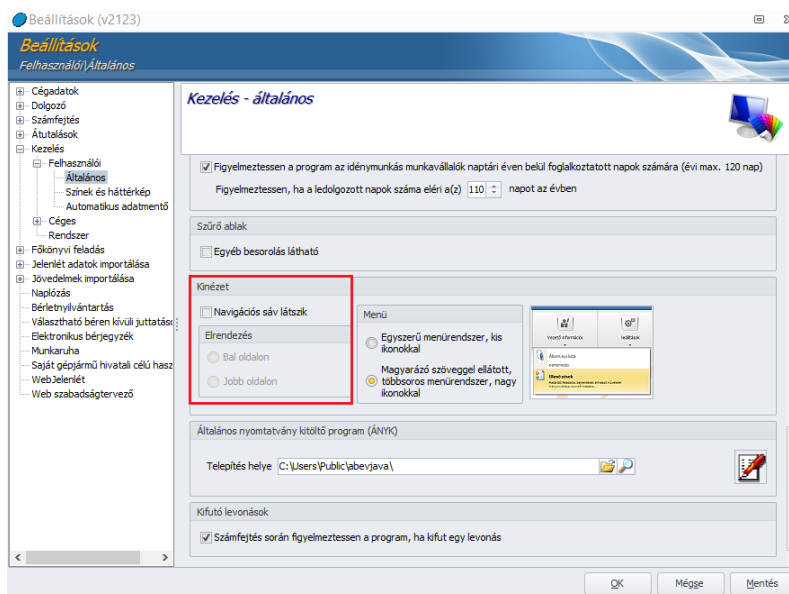 Beállítások (v2123)
Beállítások
Felhasználói\Általános
Cégadatok
Dolgozó
Számfejtés
Átutalások
Kezelés
Felhasználói
Általános
Színek és háttérkép
Automatikus adatmentő
Céges
Rendszer
Főkönyvi feladás
Jelenlét adatok importálása
Jövedelmek importálása
Naplózás
Bérletnyilvántartás
Választható béren kívüli juttatás
Elektronikus bérjegyzék
Munkaruha
Saját gépjármű hivatali célú hasz
WebJelenlét
Web szabadságtervező
Kezelés - általános
Figyelmeztessen a program az idénymunkás munkavállalók naptári éven belül foglalkoztatott napok számára (évi max. 120 nap)
Figyelmeztessen, ha a ledolgozott napok száma eléri a(z) 110 napot az évben
Szűrő ablak
Egyéb besorolás látható
Kinézet
Navigációs sáv látszik
Elrendezés
Bal oldalon
Jobb oldalon
Menü
Egyszerű menürendszer, kis
ikonokkal
Magyarázó szöveggel ellátott,
többsoros menürendszer, nagy
ikonokkal
Vezetői információk
Állományi lista
Ellenőrzések
Általános nyomtatvány kitöltő program (ÁNYK)
Telepítés helye C:\Users\Public\abevjava\
Kifutó levonások
Számfejtés során figyelmeztessen a program, ha kifut egy levonás
OK Mégse Mentés